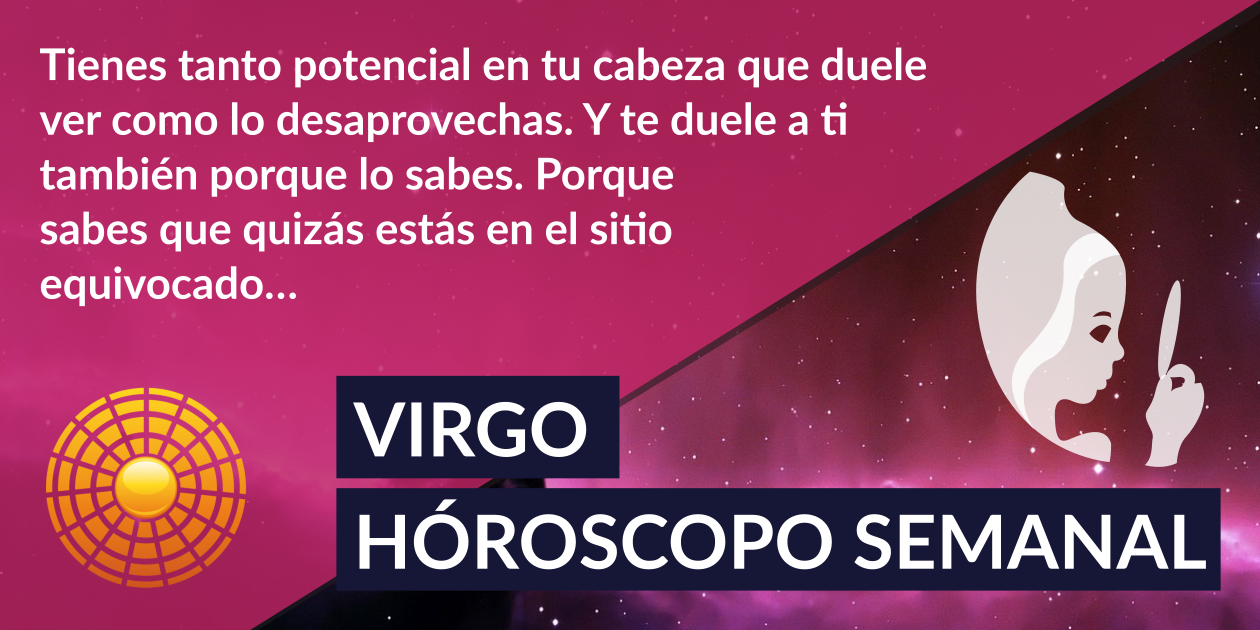 Tienes tanto potencial en tu cabeza que duele
ver como lo desaprovechas. Y te duele a ti
también porque lo sabes. Porque
sabes que quizás estás en el sitio
equivocado...
VIRGO
HÓROSCOPO SEMANAL